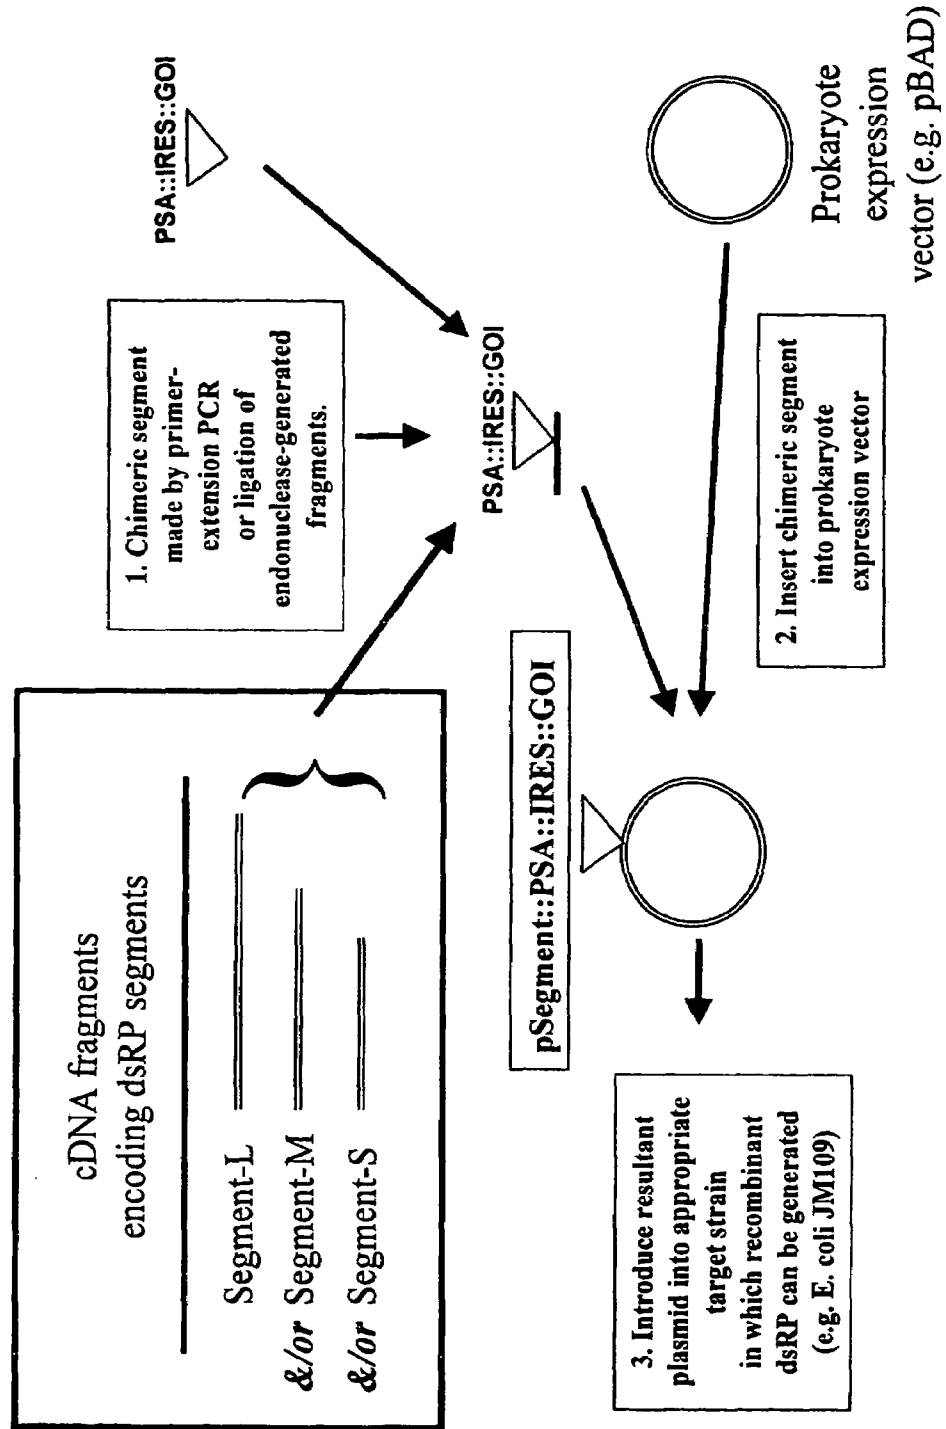 cDNA fragments
encoding dsRP segments
Segment-L
&/or Segment-M
&/or Segment-S
1. Chimeric segment
made by primer-
extension PCR
or ligation of
endonuclease-generated
fragments.
PSA::IRES::GOI
PSA::IRES::GOI
pSegment::PSA::IRES::GOI
2. Insert chimeric segment
into prokaryote
expression vector
Prokaryote
expression
vector (e.g. pBAD)
3. Introduce resultant
plasmid into appropriate
target strain
in which recombinant
dsRP can be generated
(e.g. E. coli JM109)